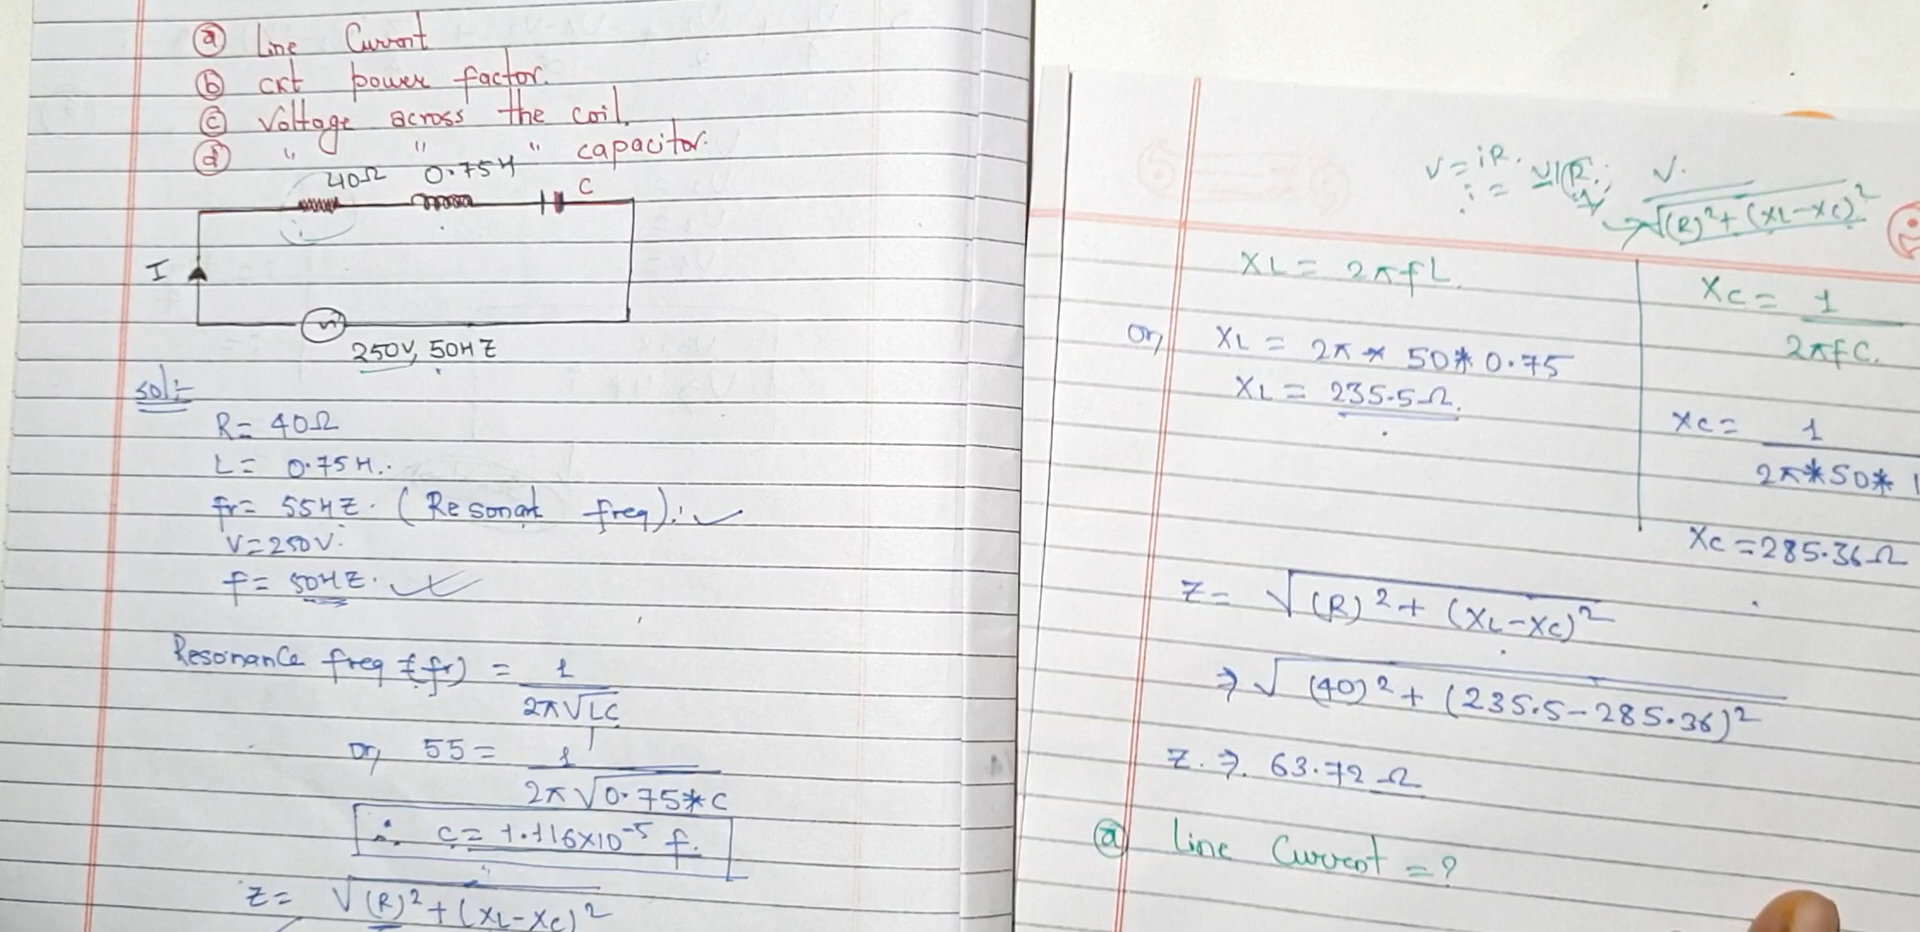 ⓐ Line Current
ⓑ ckt power factor.
ⓒ Voltage across the coil.
ⓓ " " " capacitor.
40Ω 0.75H C
I
250V, 50HZ
Sol:-
R= 40Ω
L= 0.75H.
fr= 55HZ. (Resonant freq).
V=250V.
f= 50HZ.
Resonance freq (fr) = 1
2π√LC
or, 55= 1
2π√0.75*C
∴ C= 1.116×10⁻⁵ f.
Z= √(R)²+(XL-XC)²
V=iR. V
i= V/R. √(R)²+(XL-XC)²
XL= 2πfL.
or, XL= 2π* 50*0.75
XL= 235.5Ω.
XC= 1
2πfC.
XC= 1
2π*50*1
XC=285.36Ω
Z= √(R)²+(XL-XC)²
⇒ √(40)²+(235.5-285.36)²
Z ⇒ 63.72Ω
ⓐ Line Current =?